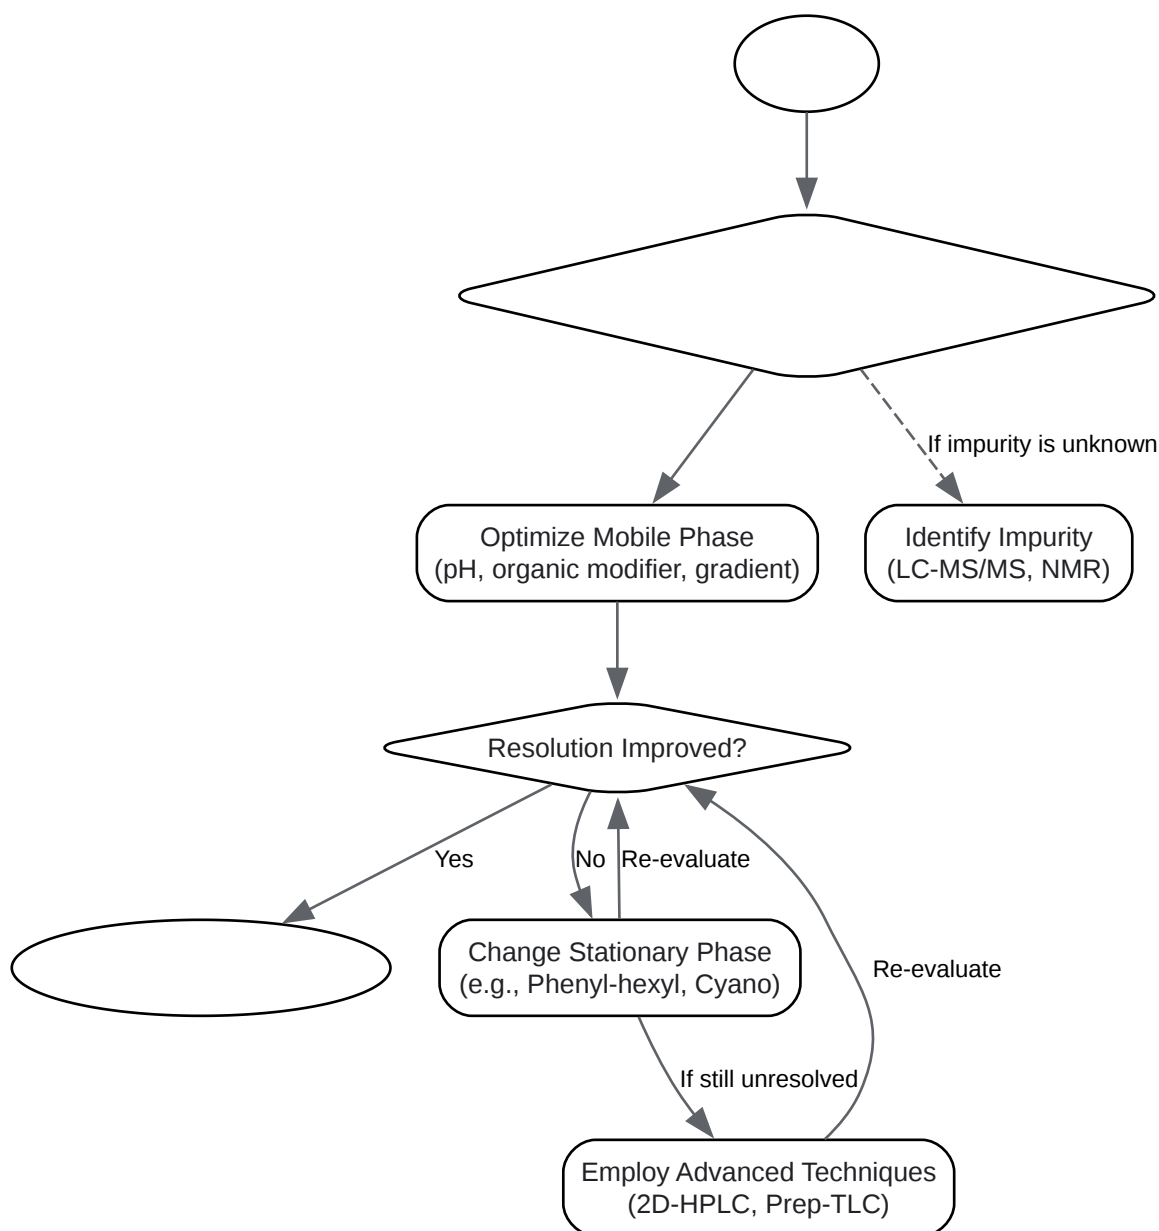 If impurity is unknown
Optimize Mobile Phase
(pH, organic modifier, gradient)
Identify Impurity
(LC-MS/MS, NMR)
Resolution Improved?
Yes
No
Re-evaluate
Change Stationary Phase
(e.g., Phenyl-hexyl, Cyano)
Re-evaluate
If still unresolved
Employ Advanced Techniques
(2D-HPLC, Prep-TLC)